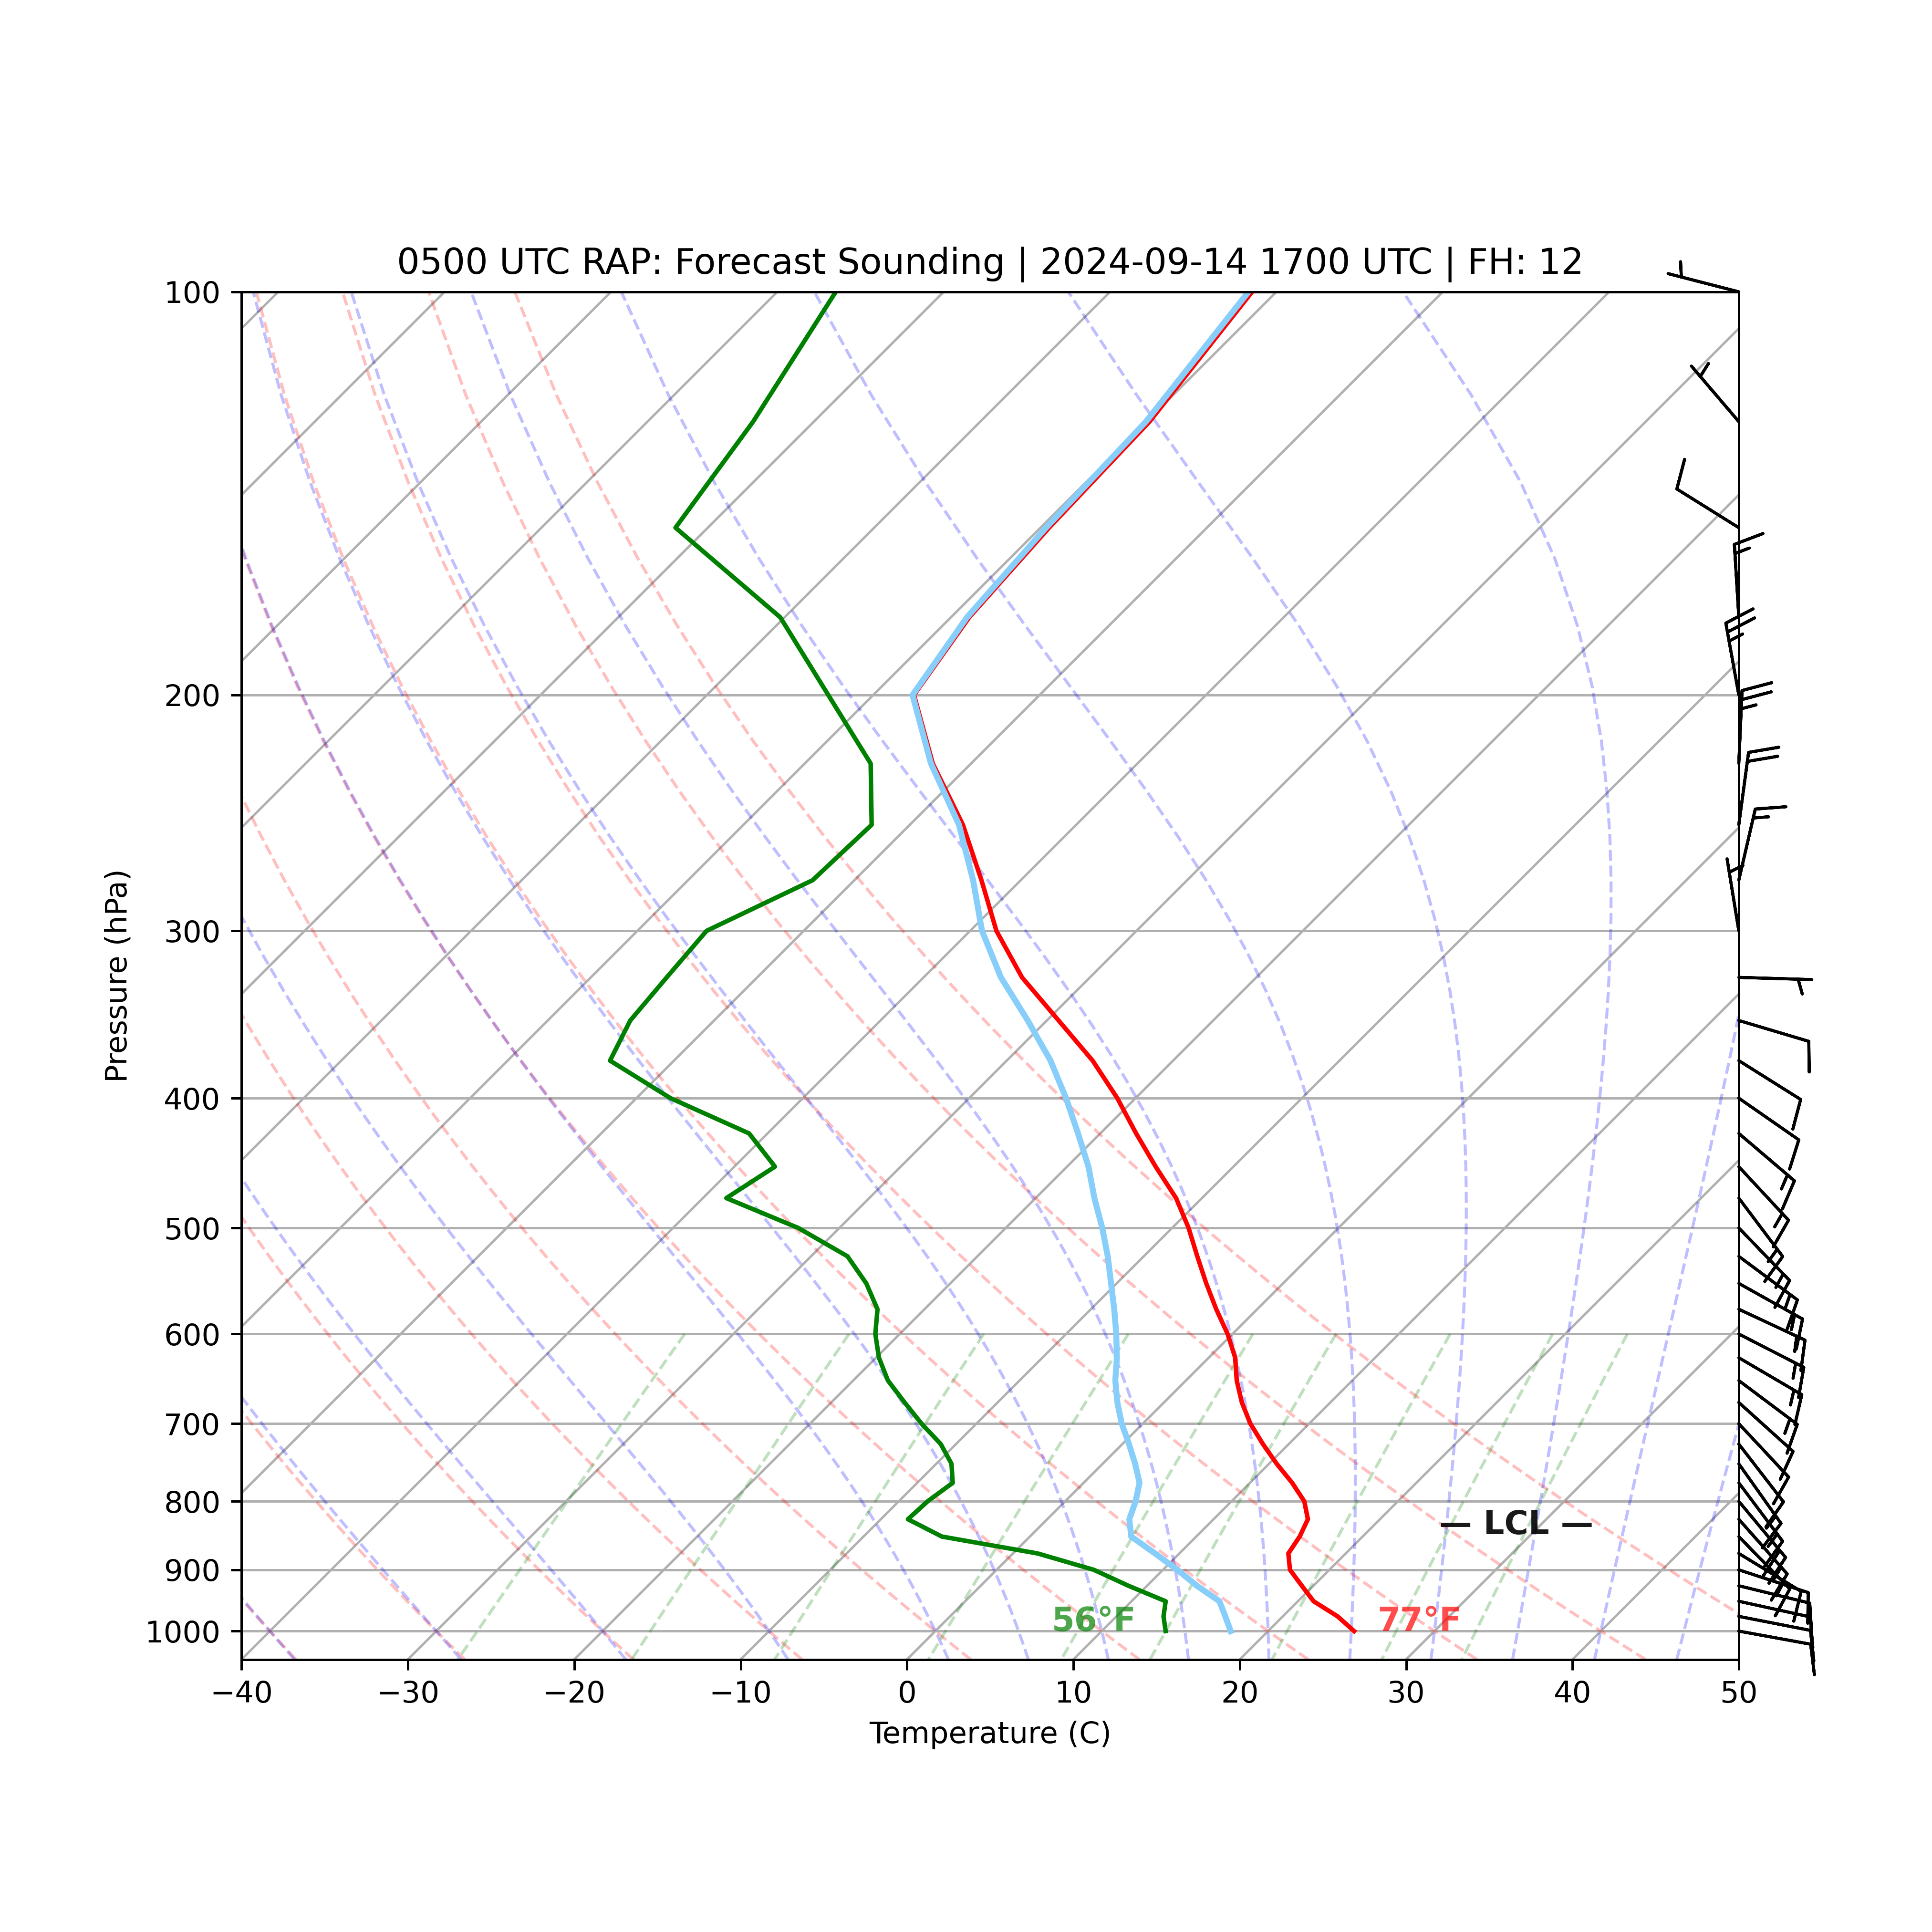 0500 UTC RAP: Forecast Sounding | 2024-09-14 1700 UTC | FH: 12
100
200
300
400
500
600
700
800
900
1000
Pressure (hPa)
— LCL —
56°F
77°F
−40 −30 −20 −10 0 10 20 30 40 50
Temperature (C)